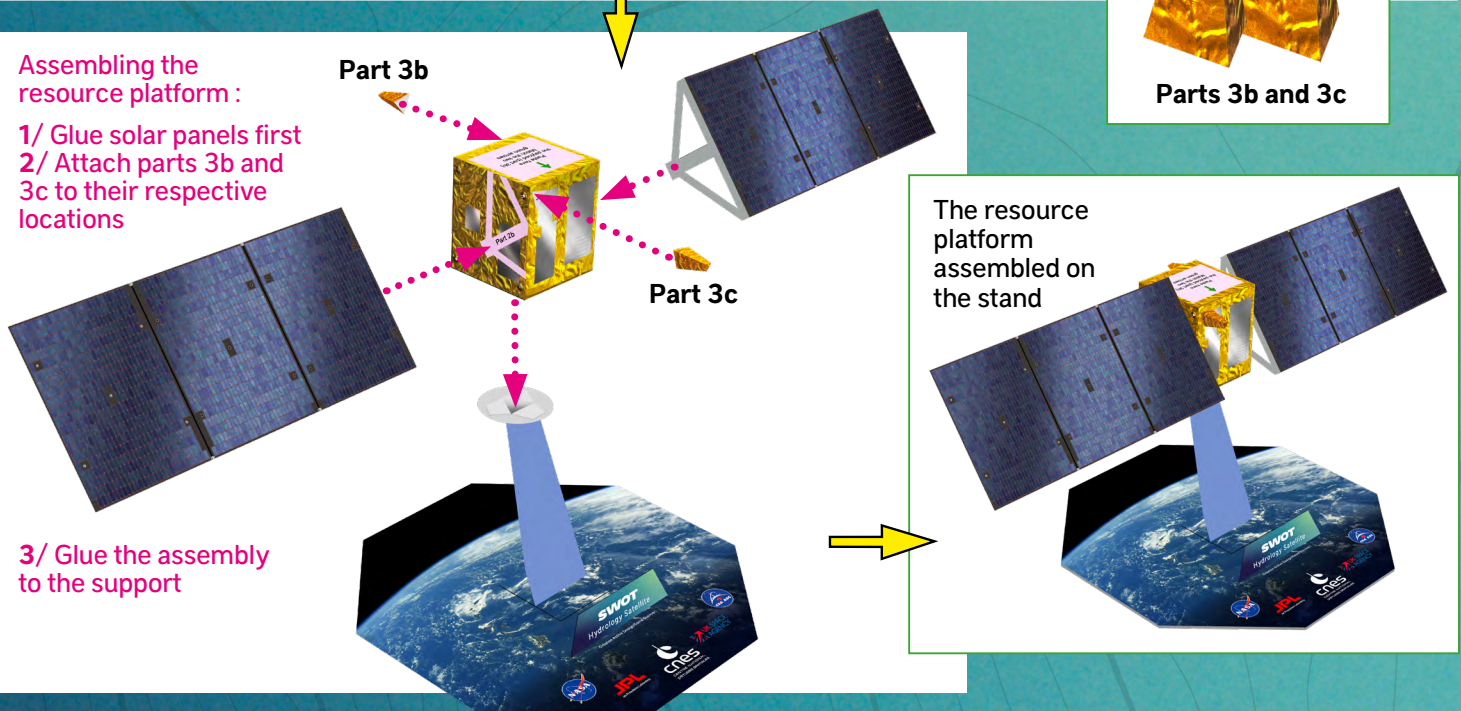 Assembling the
resource platform :
1/ Glue solar panels first
2/ Attach parts 3b and
3c to their respective
locations
Part 3b
Part 2b
Part 3c
3/ Glue the assembly
to the support
SWOT
Hydrology Satellite
NASA
JPL
cnes
Parts 3b and 3c
The resource
platform
assembled on
the stand
SWOT
Hydrology Satellite
NASA
JPL
cnes